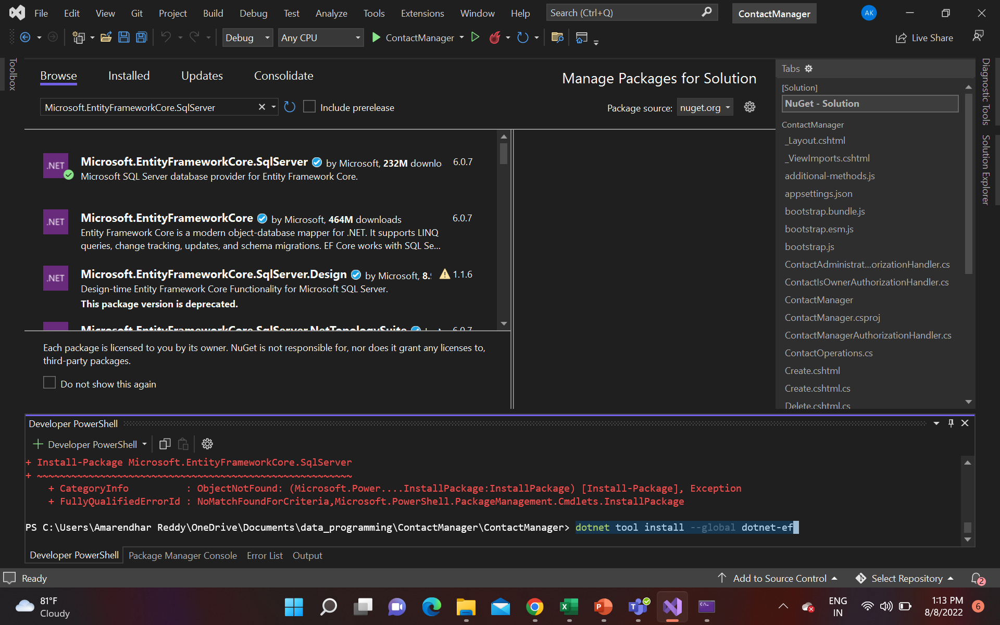 File Edit View Git Project Build Debug Test Analyze Tools Extensions Window Help Search (Ctrl+Q) ContactManager AK
Debug Any CPU ContactManager Live Share
Toolbox
Browse Installed Updates Consolidate
Manage Packages for Solution
Microsoft.EntityFrameworkCore.SqlServer
Include prerelease
Package source: nuget.org
.NET
Microsoft.EntityFrameworkCore.SqlServer by Microsoft, 232M downlo 6.0.7
Microsoft SQL Server database provider for Entity Framework Core.
.NET
Microsoft.EntityFrameworkCore by Microsoft, 464M downloads 6.0.7
Entity Framework Core is a modern object-database mapper for .NET. It supports LINQ
queries, change tracking, updates, and schema migrations. EF Core works with SQL Se...
.NET
Microsoft.EntityFrameworkCore.SqlServer.Design by Microsoft, 8. 1.1.6
Design-time Entity Framework Core Functionality for Microsoft SQL Server.
This package version is deprecated.
Microsoft.EntityFrameworkCore.SqlServer.NetTopologySuite 6.0.7
Each package is licensed to you by its owner. NuGet is not responsible for, nor does it grant any licenses to,
third-party packages.
Do not show this again
Tabs
[Solution]
NuGet - Solution
ContactManager
_Layout.cshtml
_ViewImports.cshtml
additional-methods.js
appsettings.json
bootstrap.bundle.js
bootstrap.esm.js
bootstrap.js
ContactAdministrat...orizationHandler.cs
ContactIsOwnerAuthorizationHandler.cs
ContactManager
ContactManager.csproj
ContactManagerAuthorizationHandler.cs
ContactOperations.cs
Create.cshtml
Create.cshtml.cs
Delete.cshtml.cs
Diagnostic Tools
Solution Explorer
Developer PowerShell
Developer PowerShell
+ Install-Package Microsoft.EntityFrameworkCore.SqlServer
+ ~~~~~~~~~~~~~~~~~~~~~~~~~~~~~~~~~~~~~~~~~~~~~~~~~~~~~~~
+ CategoryInfo : ObjectNotFound: (Microsoft.Power....InstallPackage:InstallPackage) [Install-Package], Exception
+ FullyQualifiedErrorId : NoMatchFoundForCriteria,Microsoft.PowerShell.PackageManagement.Cmdlets.InstallPackage
PS C:\Users\Amarendhar Reddy\OneDrive\Documents\data_programming\ContactManager\ContactManager> dotnet tool install --global dotnet-ef
Developer PowerShell Package Manager Console Error List Output
Ready Add to Source Control Select Repository 2
81°F
Cloudy
ENG
IN
1:13 PM
8/8/2022
6